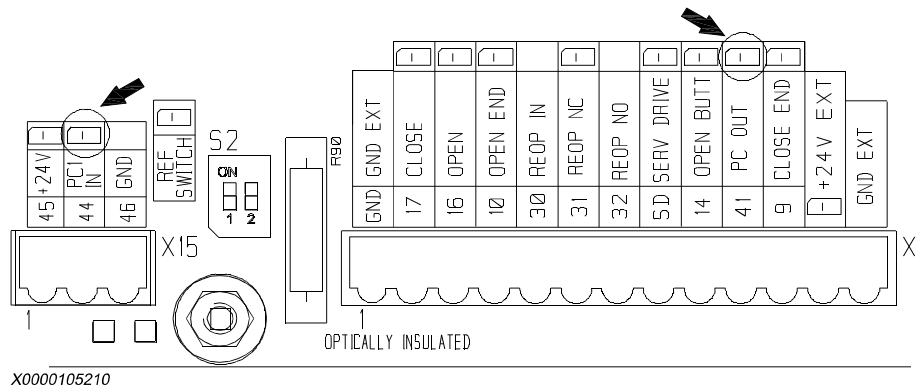 45 +24V
44 PCI IN
46 GND
REF SWITCH
S2
ON
1 2
R90
GND GND EXT
17 CLOSE
16 OPEN
10 OPEN END
30 REOP IN
31 REOP NC
32 REOP NO
SD SERV DRIVE
14 OPEN BUTT
41 PC OUT
9 CLOSE END
+24V EXT
GND EXT
X15
X
1
1
OPTICALLY INSULATED
X0000105210